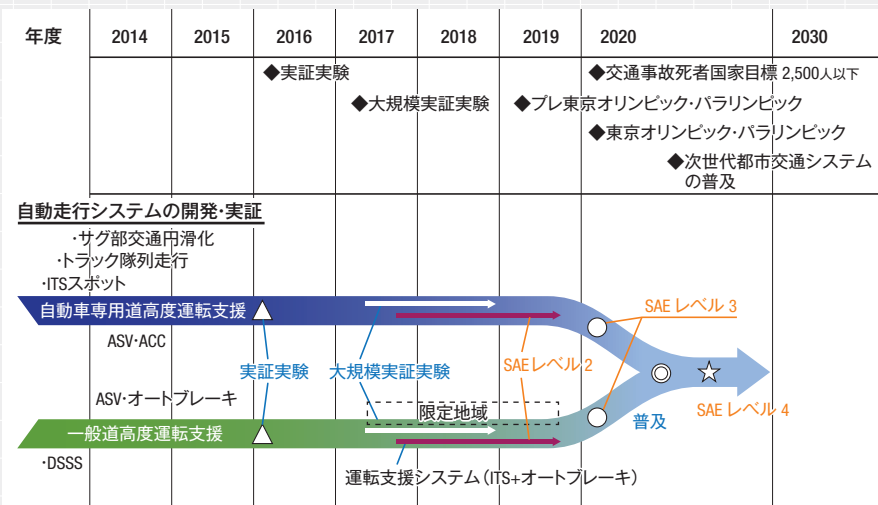 年度 2014 2015 2016 2017 2018 2019 2020 2030
◆実証実験 ◆交通事故死者国家目標 2,500人以下
◆大規模実証実験 ◆プレ東京オリンピック・パラリンピック
◆東京オリンピック・パラリンピック
◆次世代都市交通システム
の普及
自動走行システムの開発・実証
・サグ部交通円滑化
・トラック隊列走行
・ITSスポット
自動車専用道高度運転支援
SAE レベル 3
ASV・ACC
実証実験 大規模実証実験 SAEレベル 2
ASV・オートブレーキ
限定地域
SAE レベル 4
普及
一般道高度運転支援
・DSSS
運転支援システム（ITS+オートブレーキ）